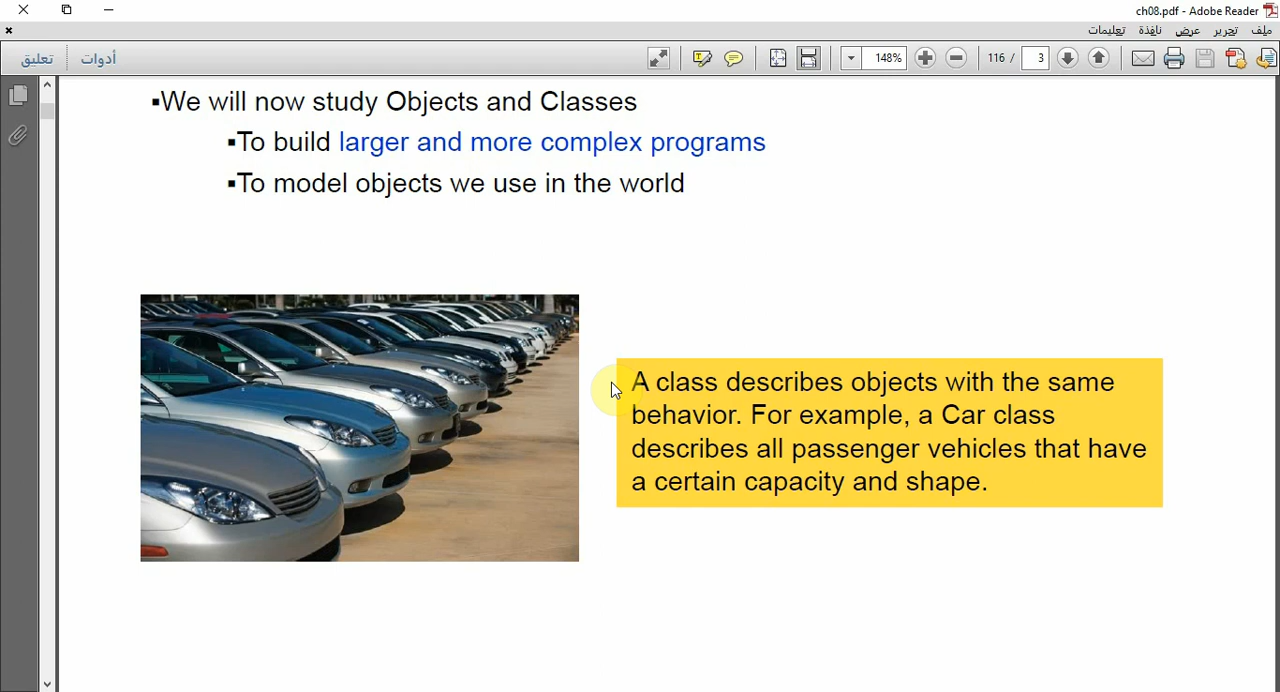 ch08.pdf - Adobe Reader
ملف تحرير عرض نافذة تعليمات
116 / 3 148% أدوات تعليق
▪We will now study Objects and Classes
▪To build larger and more complex programs
▪To model objects we use in the world
A class describes objects with the same
behavior. For example, a Car class
describes all passenger vehicles that have
a certain capacity and shape.